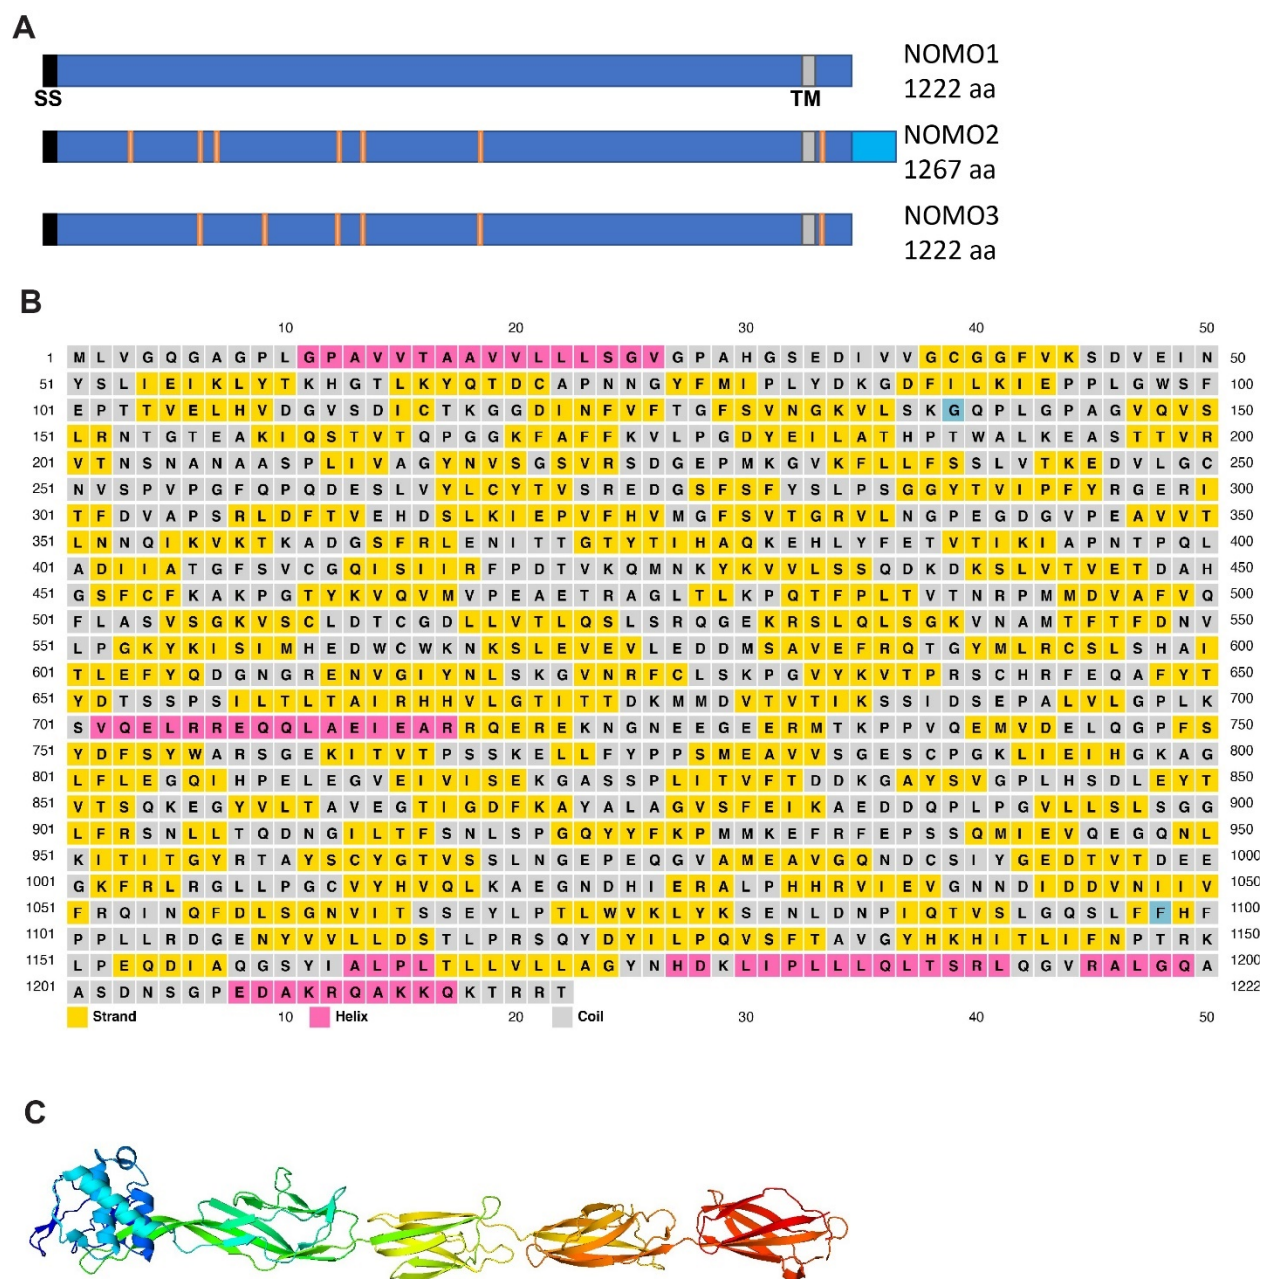 A
NOMO1
1222 aa
SS TM
NOMO2
1267 aa
NOMO3
1222 aa
B
10 20 30 40 50
1 M L V G Q G A G P L G P A V V T A A V V L L L S G V G P A H G S E D I V V G C G G F V K S D V E I N 50
51 Y S L I E I K L Y T K H G T L K Y Q T D C A P N N G Y F M I P L Y D K G D F I L K I E P P L G W S F 100
101 E P T T V E L H V D G V S D I C T K G G D I N F V F T G F S V N G K V L S K G Q P L G P A G V Q V S 150
151 L R N T G T E A K I Q S T V T Q P G G K F A F F K V L P G D Y E I L A T H P T W A L K E A S T T V R 200
201 V T N S N A N A A S P L I V A G Y N V S G S V R S D G E P M K G V K F L L F S S L V T K E D V L G C 250
251 N V S P V P G F Q P Q D E S L V Y L C Y T V S R E D G S F S F Y S L P S G G Y T V I P F Y R G E R I 300
301 T F D V A P S R L D F T V E H D S L K I E P V F H V M G F S V T G R V L N G P E G D G V P E A V V T 350
351 L N N Q I K V K T K A D G S F R L E N I T T G T Y T I H A Q K E H L Y F E T V T I K I A P N T P Q L 400
401 A D I I A T G F S V C G Q I S I I R F P D T V K Q M N K Y K V V L S S Q D K D K S L V T V E T D A H 450
451 G S F C F K A K P G T Y K V Q V M V P E A E T R A G L T L K P Q T F P L T V T N R P M M D V A F V Q 500
501 F L A S V S G K V S C L D T C G D L L V T L Q S L S R Q G E K R S L Q L S G K V N A M T F T F D N V 550
551 L P G K Y K I S I M H E D W C W K N K S L E V E V L E D D M S A V E F R Q T G Y M L R C S L S H A I 600
601 T L E F Y Q D G N G R E N V G I Y N L S K G V N R F C L S K P G V Y K V T P R S C H R F E Q A F Y T 650
651 Y D T S S P S I L T L T A I R H H V L G T I T T D K M M D V T V T I K S S I D S E P A L V L G P L K 700
701 S V Q E L R R E Q Q L A E I E A R R Q E R E K N G N E E G E E R M T K P P V Q E M V D E L Q G P F S 750
751 Y D F S Y W A R S G E K I T V T P S S K E L L F Y P P S M E A V V S G E S C P G K L I E I H G K A G 800
801 L F L E G Q I H P E L E G V E I V I S E K G A S S P L I T V F T D D K G A Y S V G P L H S D L E Y T 850
851 V T S Q K E G Y V L T A V E G T I G D F K A Y A L A G V S F E I K A E D D Q P L P G V L L S L S G G 900
901 L F R S N L L T Q D N G I L T F S N L S P G Q Y Y F K P M M K E F R F E P S S Q M I E V Q E G Q N L 950
951 K I T I T G Y R T A Y S C Y G T V S S L N G E P E Q G V A M E A V G Q N D C S I Y G E D T V T D E E 1000
1001 G K F R L R G L L P G C V Y H V Q L K A E G N D H I E R A L P H H R V I E V G N N D I D D V N I I V 1050
1051 F R Q I N Q F D L S G N V I T S S E Y L P T L W V K L Y K S E N L D N P I Q T V S L G Q S L F F H F 1100
1101 P P L L R D G E N Y V V L L D S T L P R S Q Y D Y I L P Q V S F T A V G Y H K H I T L I F N P T R K 1150
1151 L P E Q D I A Q G S Y I A L P L T L L V L L A G Y N H D K L I P L L L Q L T S R L Q G V R A L G Q A 1200
1201 A S D N S G P E D A K R Q A K K Q K T R R T 1222
Strand 10 Helix 20 Coil 30 40 50
C